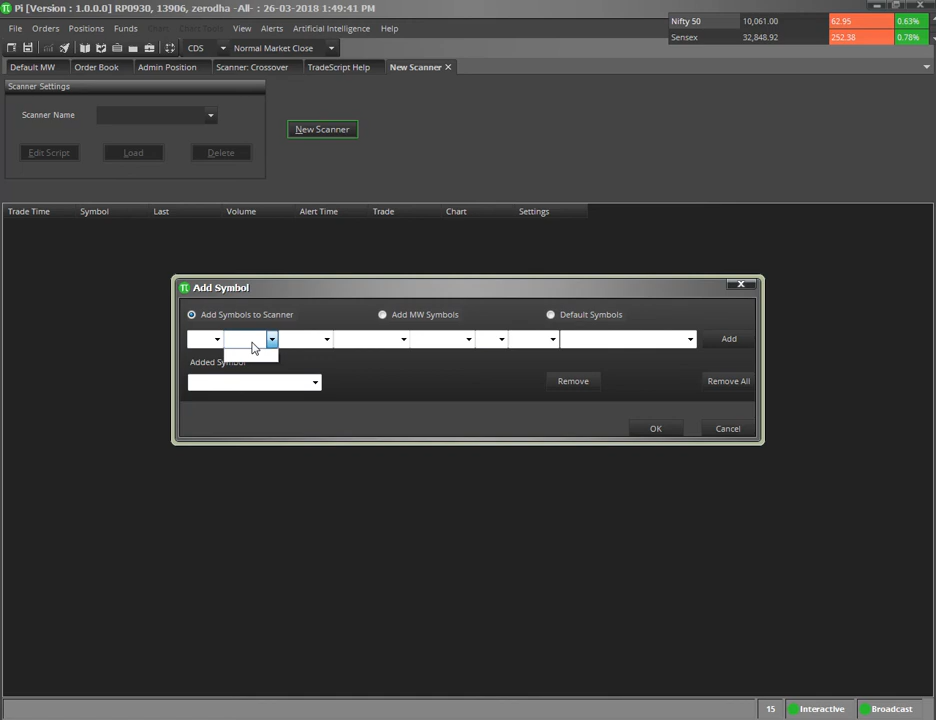 Pi [Version : 1.0.0.0] RP0930, 13906, zerodha -All- : 26-03-2018 1:49:41 PM
Nifty 50 10,061.00 62.95 0.63%
Sensex 32,848.92 252.38 0.78%
File Orders Positions Funds Charts Chart Tools View Alerts Artificial Intelligence Help
CDS Normal Market Close
Default MW Order Book Admin Position Scanner: Crossover TradeScript Help New Scanner
Scanner Settings
Scanner Name
New Scanner
Edit Script Load Delete
Trade Time Symbol Last Volume Alert Time Trade Chart Settings
Add Symbol
Add Symbols to Scanner Add MW Symbols Default Symbols
Add
Added Symbol
Remove Remove All
OK Cancel
15 Interactive Broadcast